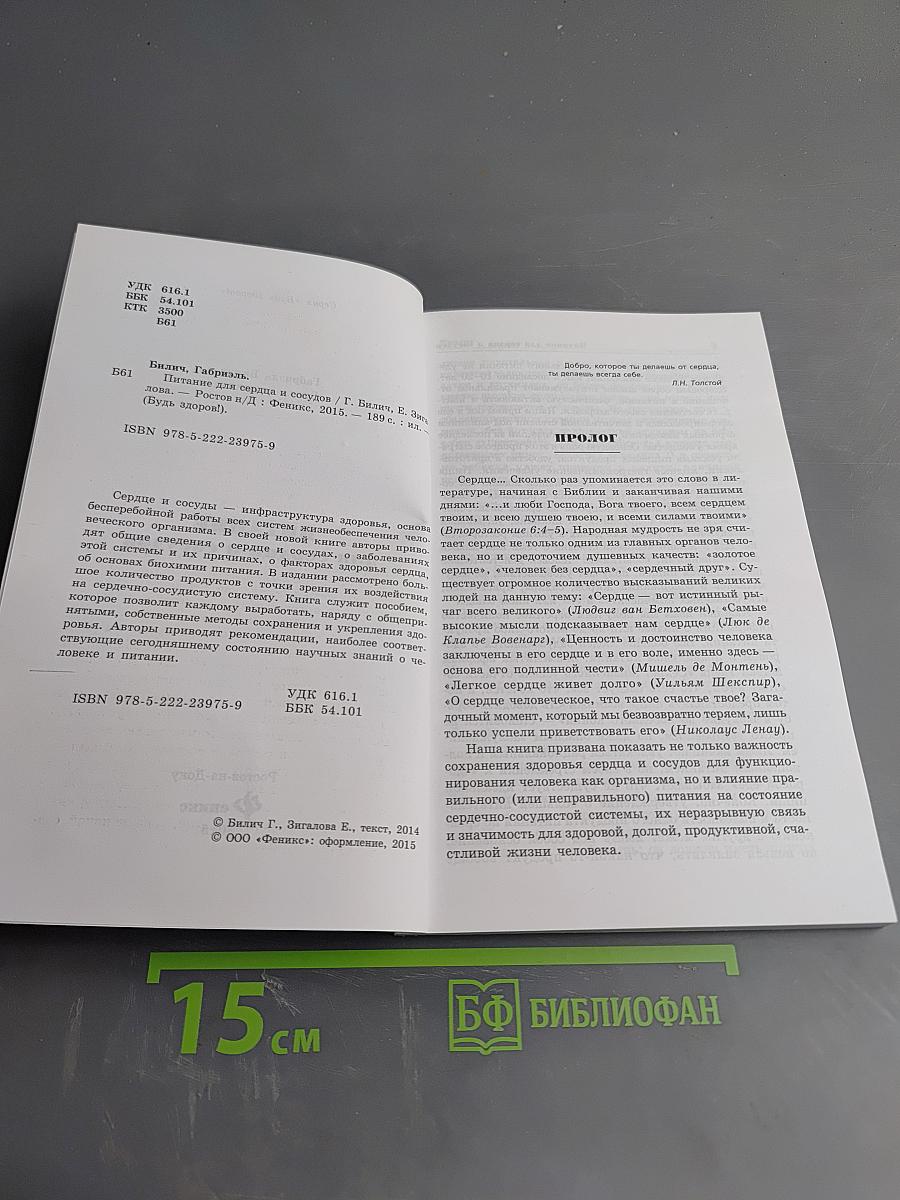 УДК 616.1
ББК 54.101
КТК 3500
Б61
Билич, Габриэль.
Б61 Питание для сердца и сосудов / Г. Билич, Е. Зига-
лова. — Ростов н/Д : Феникс, 2015. — 189 с. : ил. —
(Будь здоров!).
ISBN 978-5-222-23975-9
Сердце и сосуды — инфраструктура здоровья, основа
бесперебойной работы всех систем жизнеобеспечения чело-
веческого организма. В своей новой книге авторы приво-
дят общие сведения о сердце и сосудах, о заболеваниях
этой системы и их причинах, о факторах здоровья сердца,
об основах биохимии питания. В издании рассмотрено боль-
шое количество продуктов с точки зрения их воздействия
на сердечно-сосудистую систему. Книга служит пособием,
которое позволит каждому выработать, наряду с общепри-
нятыми, собственные методы сохранения и укрепления здо-
ровья. Авторы приводят рекомендации, наиболее соответ-
ствующие сегодняшнему состоянию научных знаний о че-
ловеке и питании.
ISBN 978-5-222-23975-9
УДК 616.1
ББК 54.101
© Билич Г., Зигалова Е., текст, 2014
© ООО «Феникс»: оформление, 2015
Добро, которое ты делаешь от сердца,
ты делаешь всегда себе.
Л.Н. Толстой
ПРОЛОГ
Сердце... Сколько раз упоминается это слово в ли-
тературе, начиная с Библии и заканчивая нашими
днями: «...и люби Господа, Бога твоего, всем сердцем
твоим, и всею душею твоею, и всеми силами твоими»
(Второзаконие 6:4–5). Народная мудрость не зря счи-
тает сердце не только одним из главных органов чело-
века, но и средоточием душевных качеств: «золотое
сердце», «человек без сердца», «сердечный друг». Су-
ществует огромное количество высказываний великих
людей на данную тему: «Сердце — вот истинный ры-
чаг всего великого» (Людвиг ван Бетховен), «Самые
высокие мысли подсказывает нам сердце» (Люк де
Клапье Вовенарг), «Ценность и достоинство человека
заключены в его сердце и в его воле, именно здесь —
основа его подлинной чести» (Мишель де Монтень),
«Легкое сердце живет долго» (Уильям Шекспир),
«О сердце человеческое, что такое счастье твое? Зага-
дочный момент, который мы безвозвратно теряем, лишь
только успели приветствовать его» (Николаус Ленау).
Наша книга призвана показать не только важность
сохранения здоровья сердца и сосудов для функцио-
нирования человека как организма, но и влияние пра-
вильного (или неправильного) питания на состояние
сердечно-сосудистой системы, их неразрывную связь
и значимость для здоровой, долгой, продуктивной, сча-
стливой жизни человека.
15 см
БФ БИБЛИОФАН